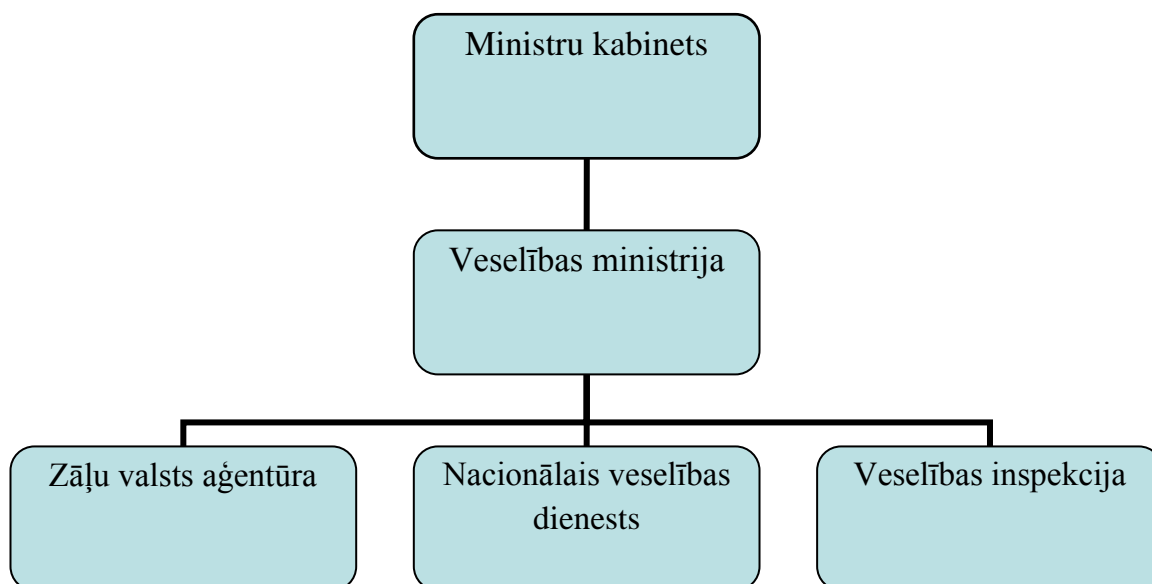 Ministru kabinets
Veselības ministrija
Zāļu valsts aģentūra
Nacionālais veselības
dienests
Veselības inspekcija